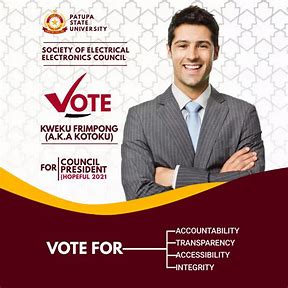 PATUPA
STATE
UNIVERSITY
SOCIETY OF ELECTRICAL
ELECTRONICS COUNCIL
VOTE
KWEKU FRIMPONG
(A.K.A KOTOKU)
FOR
COUNCIL
PRESIDENT
(HOPEFUL 2021
VOTE FOR
ACCOUNTABILITY
TRANSPARENCY
ACCESSIBILITY
INTEGRITY